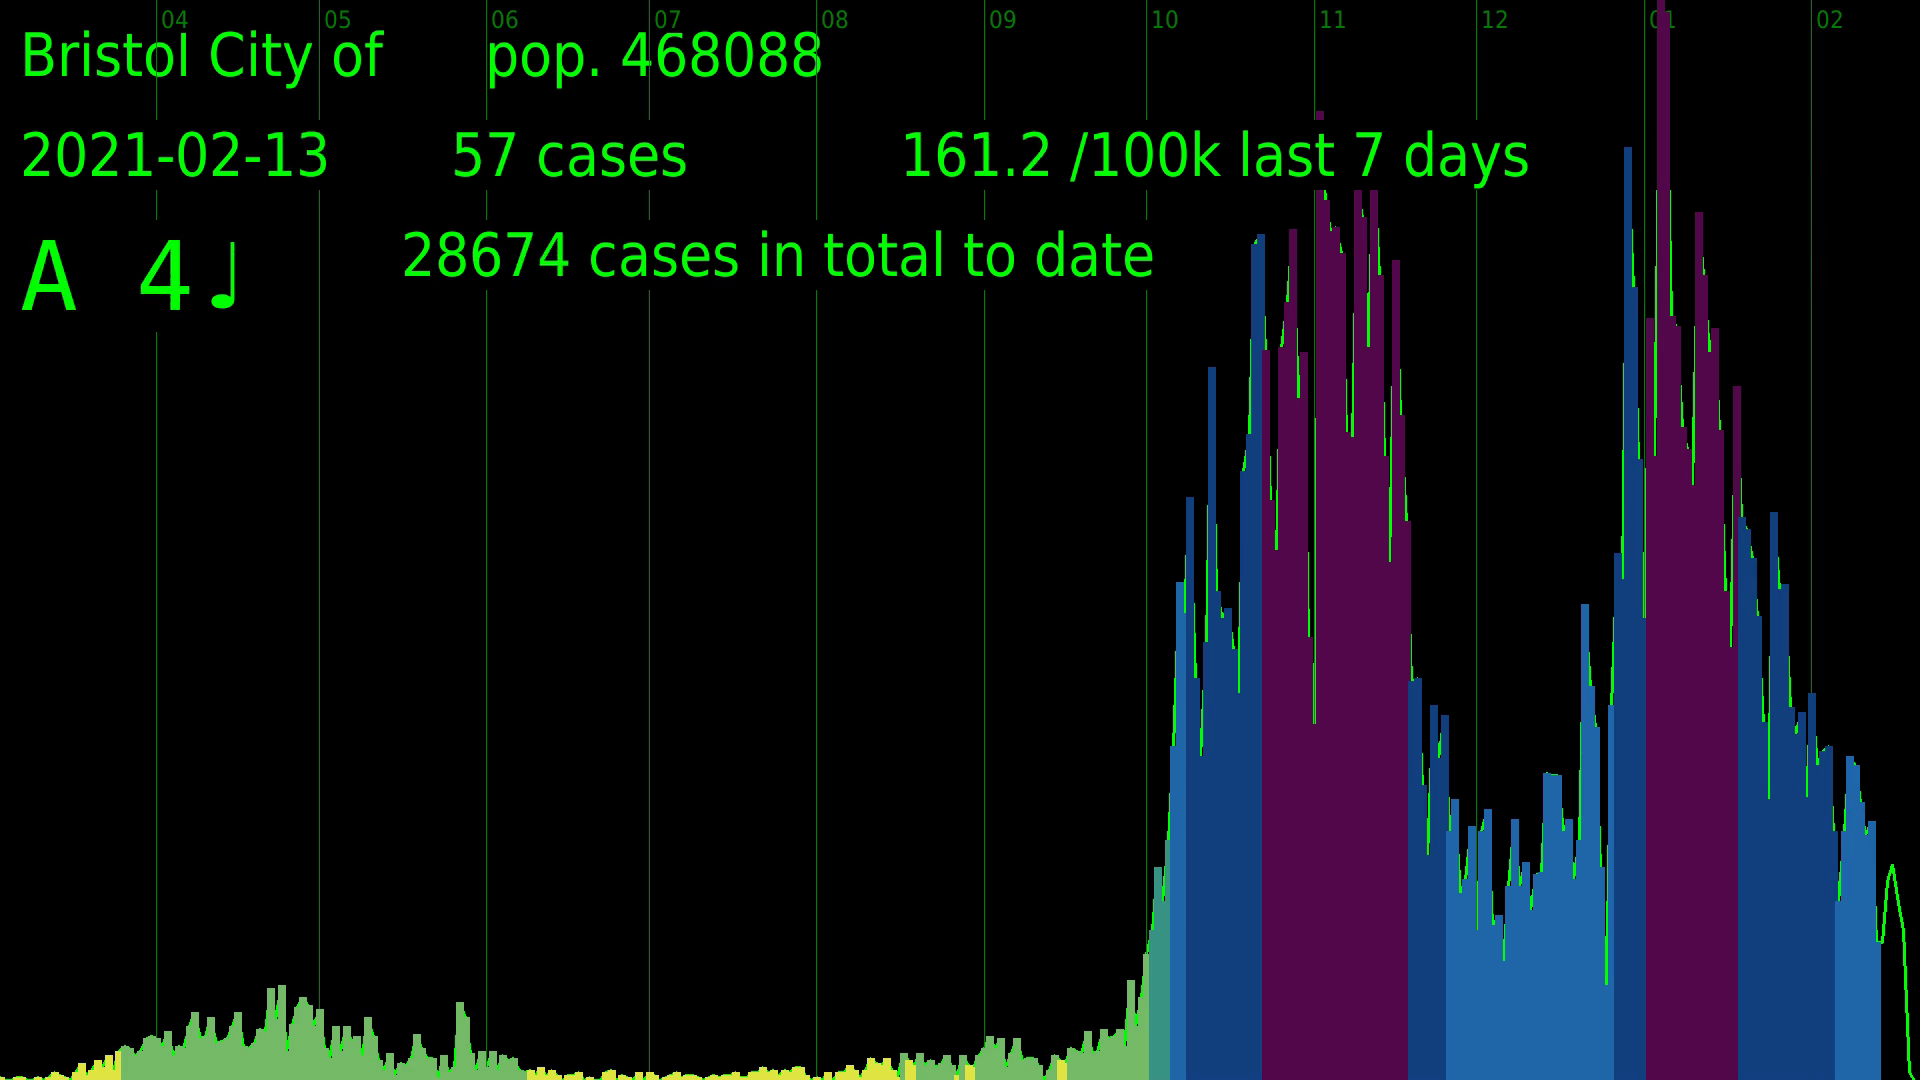 04 05 06 07 08 09 10 11 12 01 02
Bristol City of pop. 468088
2021-02-13 57 cases 161.2 /100k last 7 days
28674 cases in total to date
A 4♩